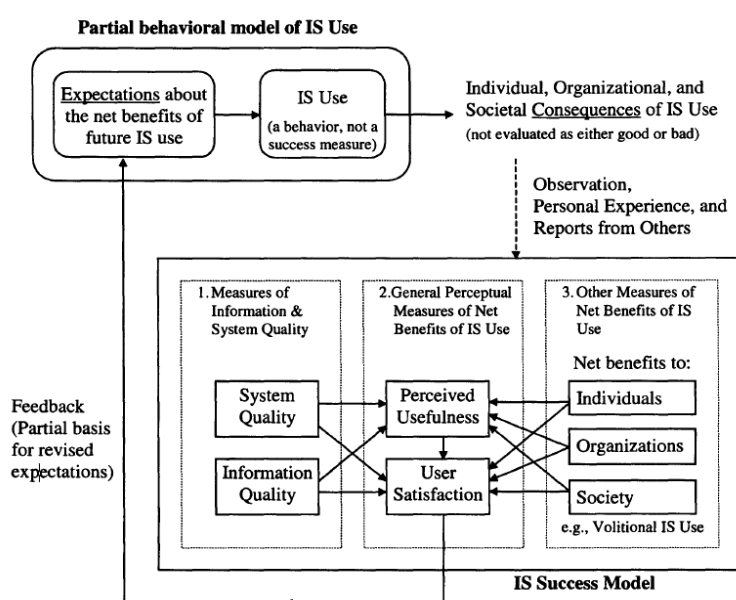 Partial behavioral model of IS Use
Expectations about
the net benefits of
future IS use
IS Use
(a behavior, not a
success measure)
Individual, Organizational, and
Societal Consequences of IS Use
(not evaluated as either good or bad)
Observation,
Personal Experience, and
Reports from Others
1. Measures of
Information &
System Quality
2. General Perceptual
Measures of Net
Benefits of IS Use
3. Other Measures of
Net Benefits of IS
Use
Net benefits to:
System
Quality
Information
Quality
Perceived
Usefulness
User
Satisfaction
Individuals
Organizations
Society
e.g., Volitional IS Use
Feedback
(Partial basis
for revised
expectations)
IS Success Model